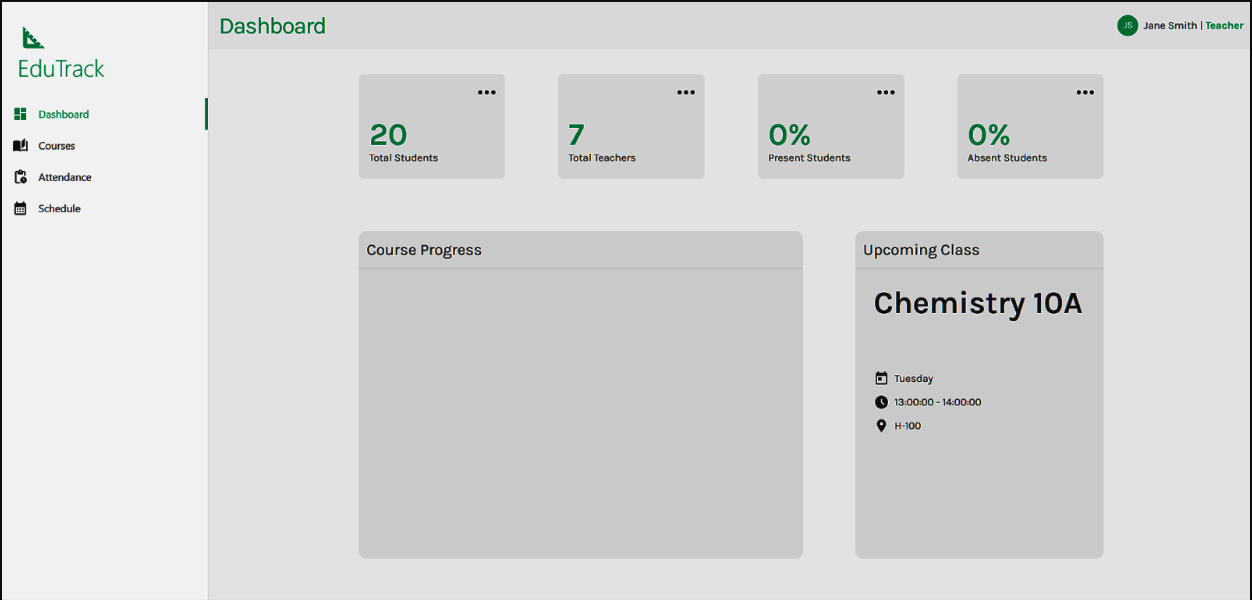 EduTrack
Dashboard
Courses
Attendance
Schedule
Dashboard
JS Jane Smith | Teacher
20
Total Students
7
Total Teachers
0%
Present Students
0%
Absent Students
Course Progress
Upcoming Class
Chemistry 10A
Tuesday
13:00:00 - 14:00:00
H-100